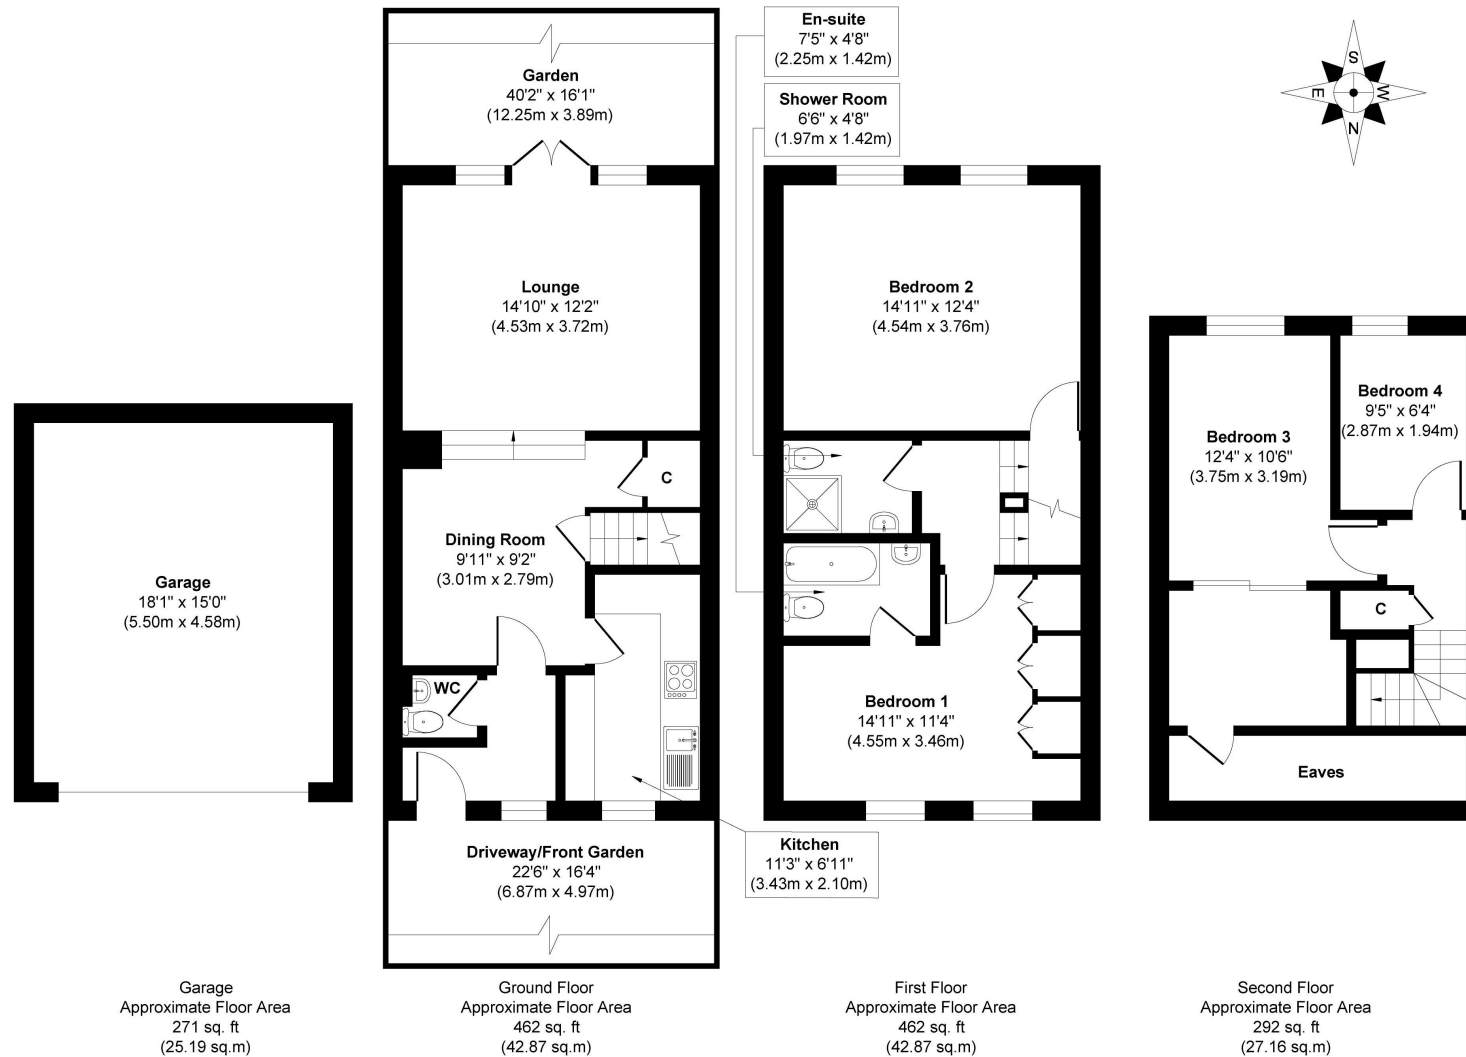 En-suite
7'5" x 4'8"
(2.25m x 1.42m)
Shower Room
6'6" x 4'8"
(1.97m x 1.42m)
S
E
W
N
Garden
40'2" x 16'1"
(12.25m x 3.89m)
Lounge
14'10" x 12'2"
(4.53m x 3.72m)
Bedroom 2
14'11" x 12'4"
(4.54m x 3.76m)
Bedroom 4
9'5" x 6'4"
(2.87m x 1.94m)
Bedroom 3
12'4" x 10'6"
(3.75m x 3.19m)
C
Dining Room
9'11" x 9'2"
(3.01m x 2.79m)
Garage
18'1" x 15'0"
(5.50m x 4.58m)
C
WC
Bedroom 1
14'11" x 11'4"
(4.55m x 3.46m)
Eaves
Driveway/Front Garden
22'6" x 16'4"
(6.87m x 4.97m)
Kitchen
11'3" x 6'11"
(3.43m x 2.10m)
Garage
Approximate Floor Area
271 sq. ft
(25.19 sq.m)
Ground Floor
Approximate Floor Area
462 sq. ft
(42.87 sq.m)
First Floor
Approximate Floor Area
462 sq. ft
(42.87 sq.m)
Second Floor
Approximate Floor Area
292 sq. ft
(27.16 sq.m)